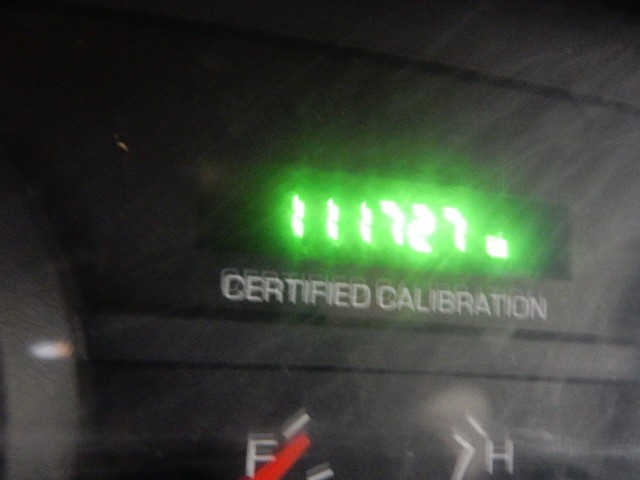 111727
CERTIFIED CALIBRATION
F H